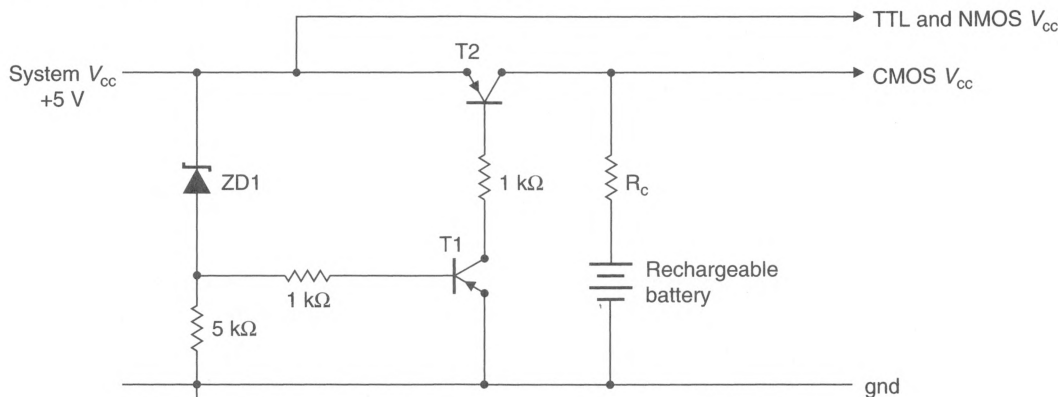 TTL and NMOS Vcc
T2
System Vcc
+5 V
CMOS Vcc
ZD1
1 kΩ
Rc
T1
Rechargeable
battery
1 kΩ
5 kΩ
gnd